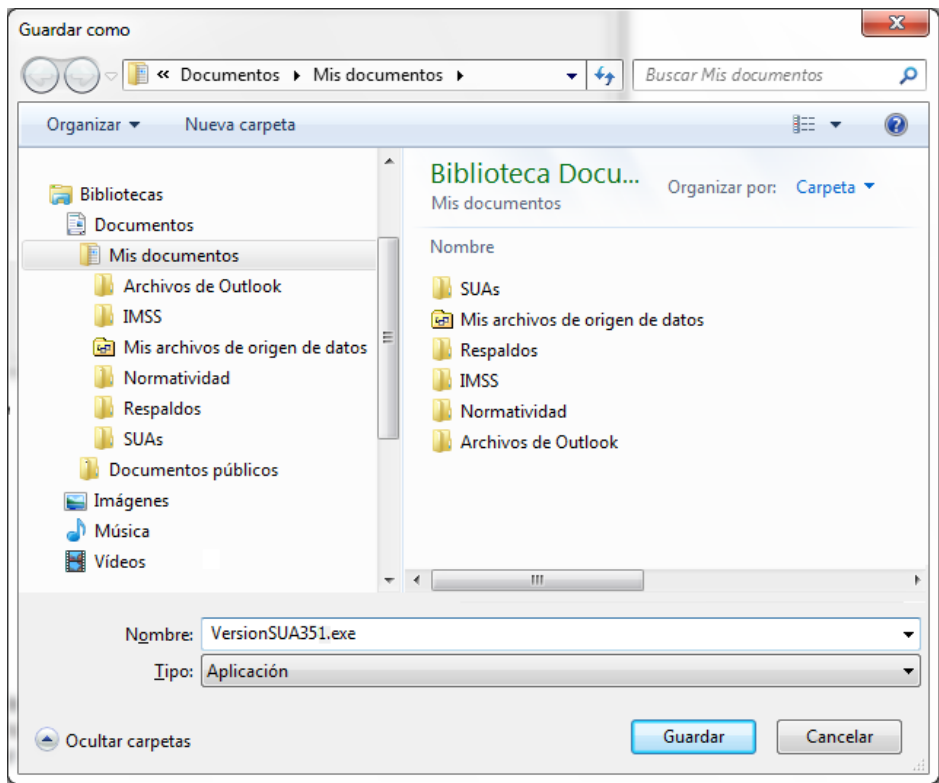 Guardar como
« Documentos Mis documentos
Buscar Mis documentos
Organizar
Nueva carpeta
Bibliotecas
Documentos
Mis documentos
Archivos de Outlook
IMSS
Mis archivos de origen de datos
Normatividad
Respaldos
SUAs
Documentos públicos
Imágenes
Música
Vídeos
Biblioteca Docu...
Mis documentos
Organizar por: Carpeta
Nombre
SUAs
Mis archivos de origen de datos
Respaldos
IMSS
Normatividad
Archivos de Outlook
Nombre: VersionSUA351.exe
Tipo: Aplicación
Ocultar carpetas
Guardar
Cancelar